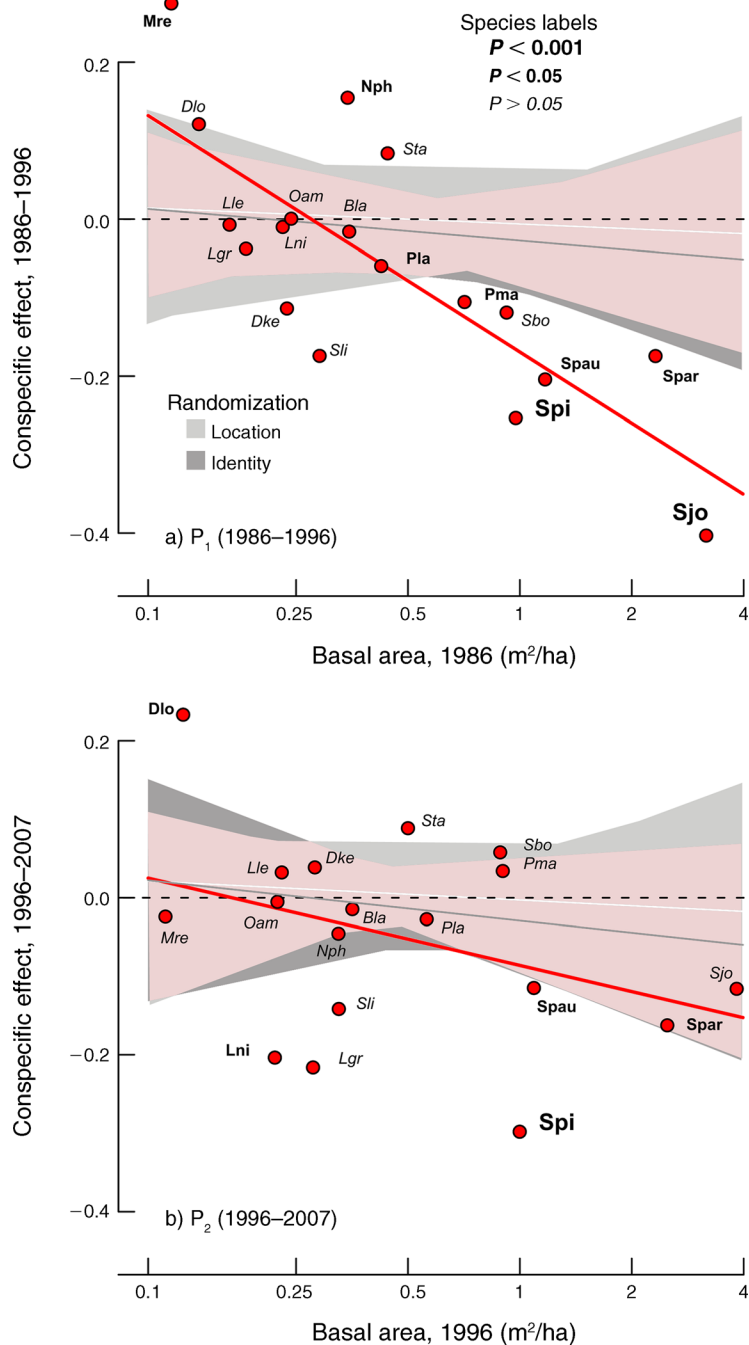 Mre
Species labels
P < 0.001
P < 0.05
P > 0.05
0.2
Nph
Dlo
Sta
Lle
Oam
Bla
0.0
Lgr
Lni
Pla
Pma
Dke
Sbo
Sli
Spau
Spar
−0.2
Randomization
Location
Identity
Spi
Sjo
−0.4
a) P1 (1986–1996)
Conspecific effect, 1986–1996
0.1 0.25 0.5 1 2 4
Basal area, 1986 (m²/ha)
Dlo
0.2
Sta
Sbo
Dke
Pma
Lle
0.0
Oam
Bla
Pla
Mre
Nph
Sjo
Sli
Spau
Spar
−0.2
Lni
Lgr
Spi
−0.4
b) P2 (1996–2007)
Conspecific effect, 1996–2007
0.1 0.25 0.5 1 2 4
Basal area, 1996 (m²/ha)